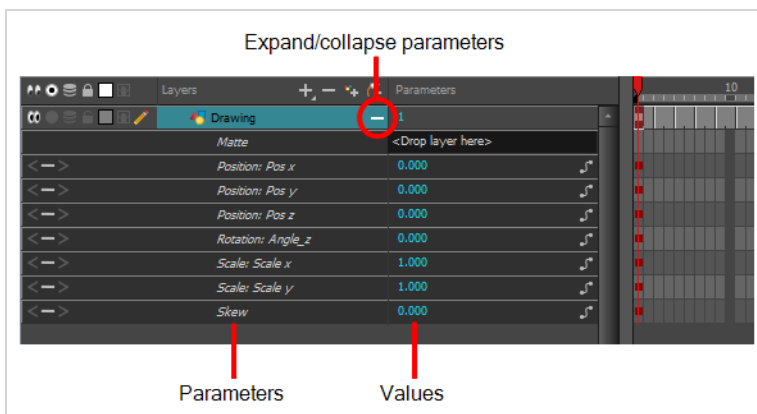 Expand/collapse parameters
Layers Parameters 10
Drawing 1
Matte <Drop layer here>
Position: Pos x 0.000
Position: Pos y 0.000
Position: Pos z 0.000
Rotation: Angle_z 0.000
Scale: Scale x 1.000
Scale: Scale y 1.000
Skew 0.000
Parameters Values